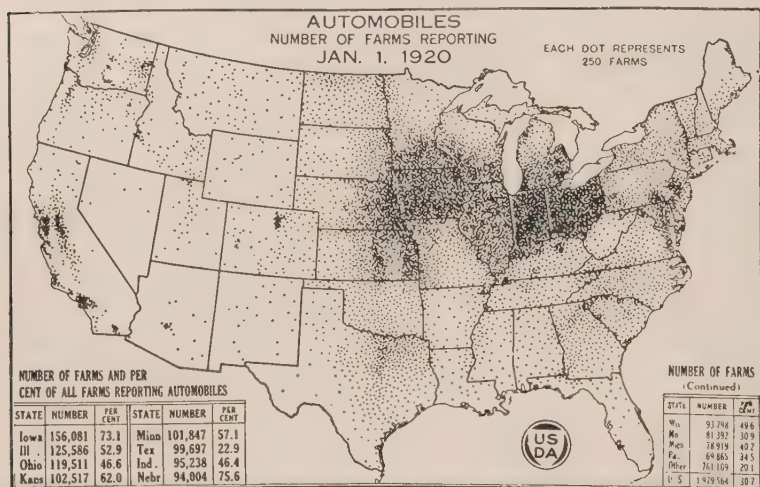 AUTOMOBILES
NUMBER OF FARMS REPORTING
JAN. 1, 1920
EACH DOT REPRESENTS
250 FARMS
NUMBER OF FARMS AND PER
CENT OF ALL FARMS REPORTING AUTOMOBILES
STATE NUMBER PER CENT STATE NUMBER PER CENT
Iowa 156,081 73.1 Minn 101,847 57.1
Ill. 125,586 52.9 Tex 99,697 22.9
Ohio 119,511 46.6 Ind. 95,238 46.4
Kans 102,517 62.0 Nebr 94,004 75.6
US
DA
NUMBER OF FARMS
(Continued)
STATE NUMBER PER CENT
Wis 93,798 49.6
Mo 81,392 30.9
Mich 78,919 40.2
Pa. 69,865 34.5
Other 761,109 20.1
U S 1,979,564 30.7